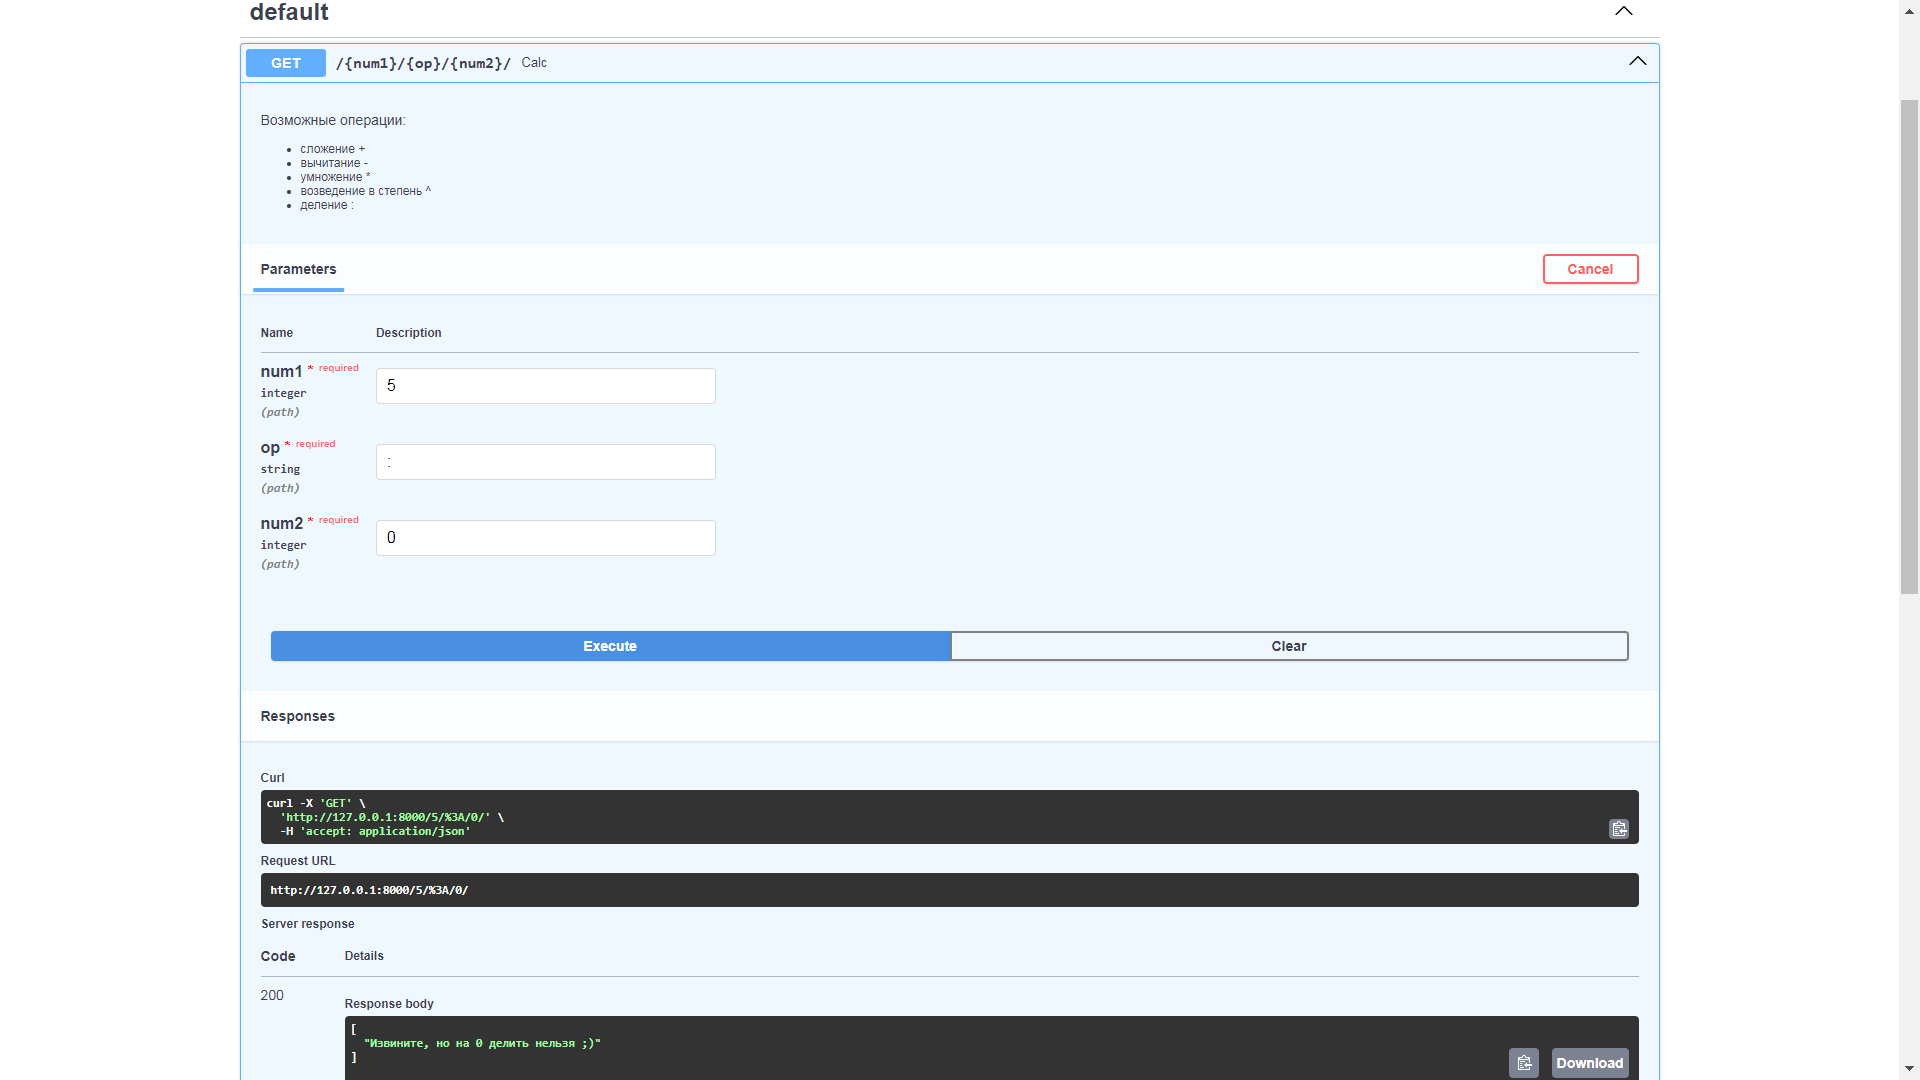 default
GET /{num1}/{op}/{num2}/ Calc
Возможные операции:
сложение +
вычитание -
умножение *
возведение в степень ^
деление :
Parameters
Cancel
Name Description
num1 * required
integer
(path)
5
op * required
string
(path)
:
num2 * required
integer
(path)
0
Execute
Clear
Responses
Curl
curl -X 'GET' \
'http://127.0.0.1:8000/5/%3A/0/' \
-H 'accept: application/json'
Request URL
http://127.0.0.1:8000/5/%3A/0/
Server response
Code Details
200
Response body
[
"Извините, но на 0 делить нельзя ;)"
]
Download